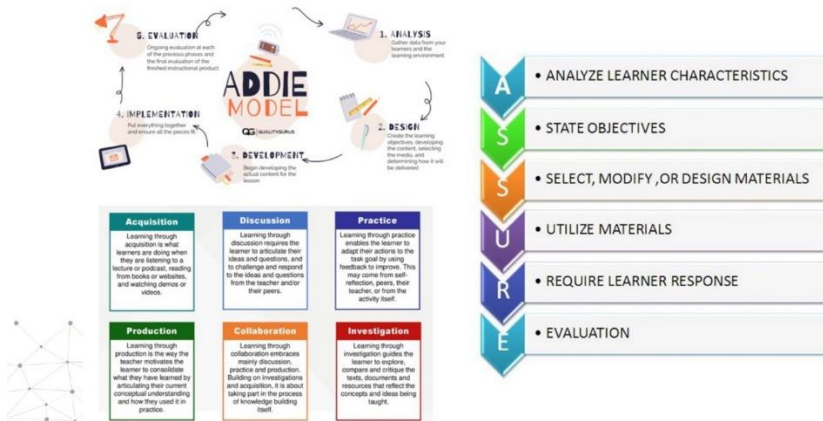 5. EVALUATION
Ongoing evaluation at each
of the previous phases and
the final evaluation of the
finished instructional product.
1. ANALYSIS
Gather data from your
learners and the
learning environment
ADDIE
MODEL
QG QUALITYGURUS
4. IMPLEMENTATION
Put everything together
and ensure all the pieces fit
2. DESIGN
Create the learning
objectives, developing
the content, selecting
the media, and
determining how it will
be delivered
3. DEVELOPMENT
Begin developing the
actual content for the
lesson
Acquisition
Learning through
acquisition is what
learners are doing when
they are listening to a
lecture or podcast, reading
from books or websites,
and watching demos or
videos.
Discussion
Learning through
discussion requires the
learner to articulate their
ideas and questions, and
to challenge and respond
to the ideas and questions
from the teacher and/or
their peers.
Practice
Learning through practice
enables the learner to
adapt their actions to the
task goal by using
feedback to improve. This
may come from self-
reflection, peers, their
teacher, or from the
activity itself.
Production
Learning through
production is the way the
teacher motivates the
learner to consolidate
what they have learned by
articulating their current
conceptual understanding
and how they used it in
practice.
Collaboration
Learning through
collaboration embraces
mainly discussion,
practice and production.
Building on investigations
and acquisition, it is about
taking part in the process
of knowledge building
itself.
Investigation
Learning through
investigation guides the
learner to explore,
compare and critique the
texts, documents and
resources that reflect the
concepts and ideas being
taught.
A • ANALYZE LEARNER CHARACTERISTICS
S • STATE OBJECTIVES
S • SELECT, MODIFY ,OR DESIGN MATERIALS
U • UTILIZE MATERIALS
R • REQUIRE LEARNER RESPONSE
E • EVALUATION